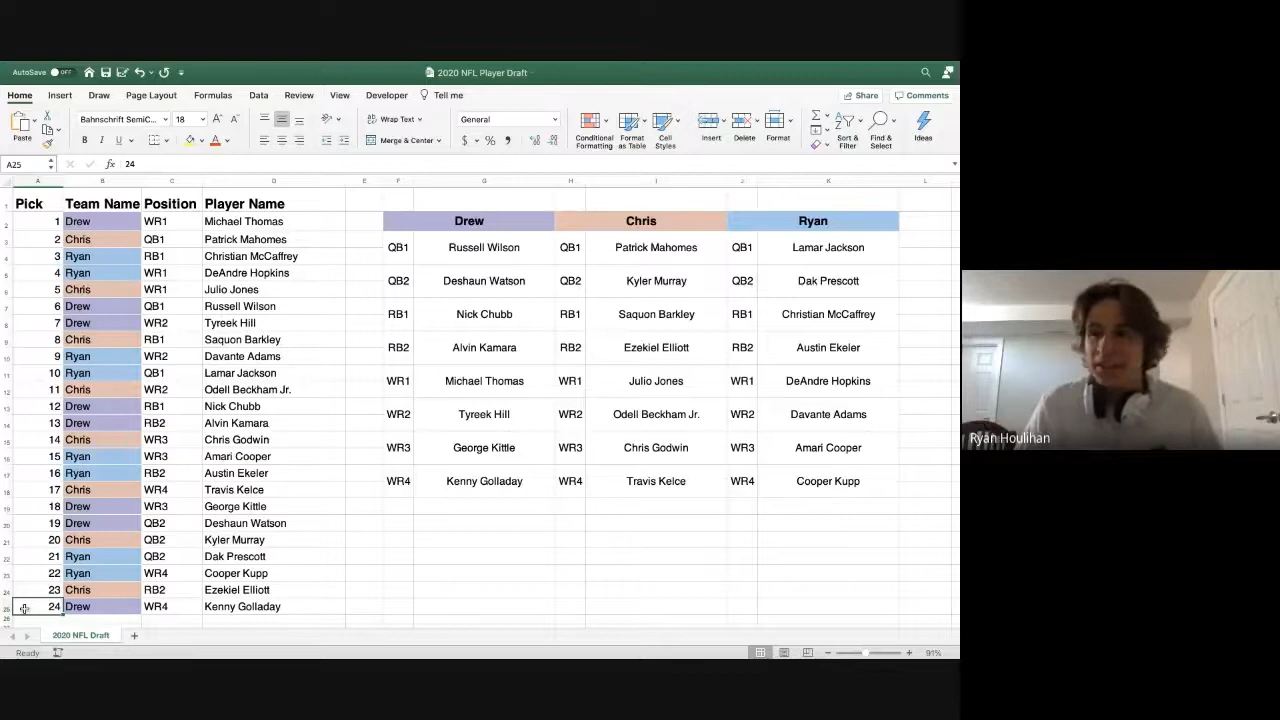 AutoSave OFF 2020 NFL Player Draft
Home Insert Draw Page Layout Formulas Data Review View Developer Tell me Share Comments
Paste Bahnschrift SemiC... 18 A A Wrap Text General Insert Delete Format Sort & Filter Find & Select Ideas
B I U A Merge & Center $ % Conditional Formatting Format as Table Cell Styles
A25 fx 24
A B C D E F G H I J K L
Pick Team Name Position Player Name
1 Drew WR1 Michael Thomas Drew Chris Ryan
2 Chris QB1 Patrick Mahomes QB1 Russell Wilson QB1 Patrick Mahomes QB1 Lamar Jackson
3 Ryan RB1 Christian McCaffrey
4 Ryan WR1 DeAndre Hopkins QB2 Deshaun Watson QB2 Kyler Murray QB2 Dak Prescott
5 Chris WR1 Julio Jones
6 Drew QB1 Russell Wilson RB1 Nick Chubb RB1 Saquon Barkley RB1 Christian McCaffrey
7 Drew WR2 Tyreek Hill
8 Chris RB1 Saquon Barkley RB2 Alvin Kamara RB2 Ezekiel Elliott RB2 Austin Ekeler
9 Ryan WR2 Davante Adams
10 Ryan QB1 Lamar Jackson WR1 Michael Thomas WR1 Julio Jones WR1 DeAndre Hopkins
11 Chris WR2 Odell Beckham Jr.
12 Drew RB1 Nick Chubb WR2 Tyreek Hill WR2 Odell Beckham Jr. WR2 Davante Adams
13 Drew RB2 Alvin Kamara
14 Chris WR3 Chris Godwin WR3 George Kittle WR3 Chris Godwin WR3 Amari Cooper
15 Ryan WR3 Amari Cooper
16 Ryan RB2 Austin Ekeler WR4 Kenny Golladay WR4 Travis Kelce WR4 Cooper Kupp
17 Chris WR4 Travis Kelce
18 Drew WR3 George Kittle
19 Drew QB2 Deshaun Watson
20 Chris QB2 Kyler Murray
21 Ryan QB2 Dak Prescott
22 Ryan WR4 Cooper Kupp
23 Chris RB2 Ezekiel Elliott
24 Drew WR4 Kenny Golladay
2020 NFL Draft +
Ready 91%
Ryan Houlihan